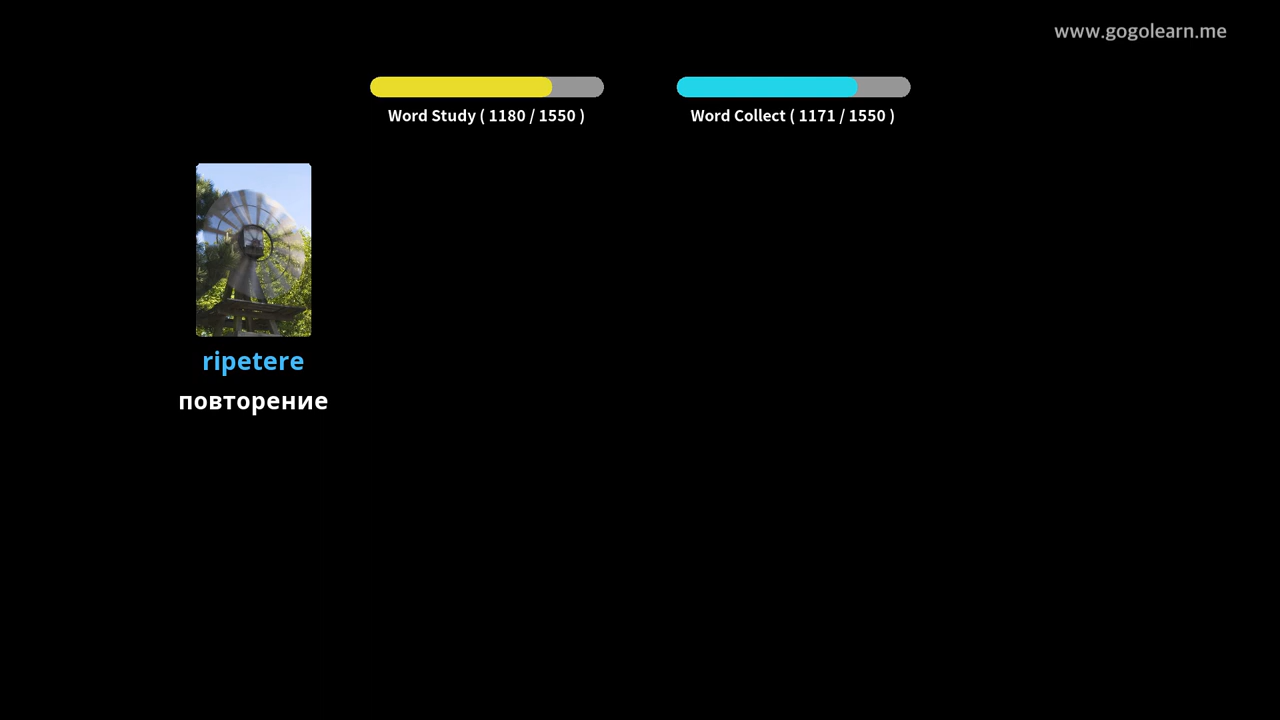 www.gogolearn.me
Word Study ( 1180 / 1550 )
Word Collect ( 1171 / 1550 )
ripetere
повторение